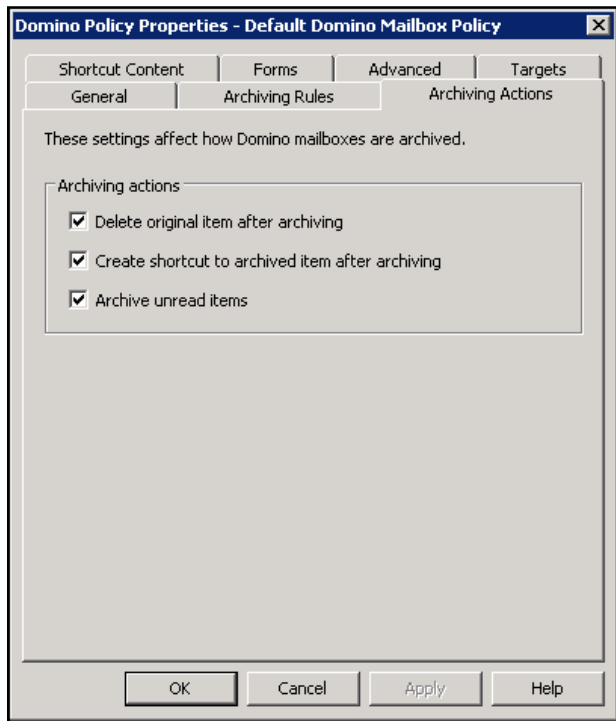 Domino Policy Properties - Default Domino Mailbox Policy
Shortcut Content Forms Advanced Targets
General Archiving Rules Archiving Actions
These settings affect how Domino mailboxes are archived.
Archiving actions
Delete original item after archiving
Create shortcut to archived item after archiving
Archive unread items
OK Cancel Apply Help